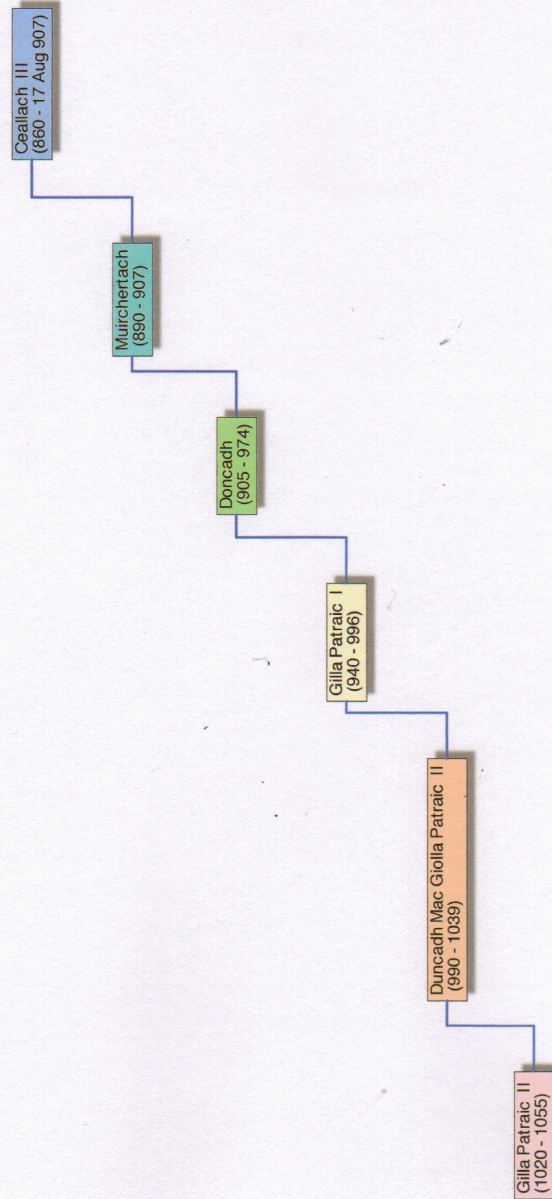 Ceallach III
(860 - 17 Aug 907)
Muirchertach
(890 - 907)
Doncadh
(905 - 974)
Gilla Patraic I
(940 - 996)
Duncadh Mac Giolla Patraic II
(990 - 1039)
Gilla Patraic II
(1020 - 1055)